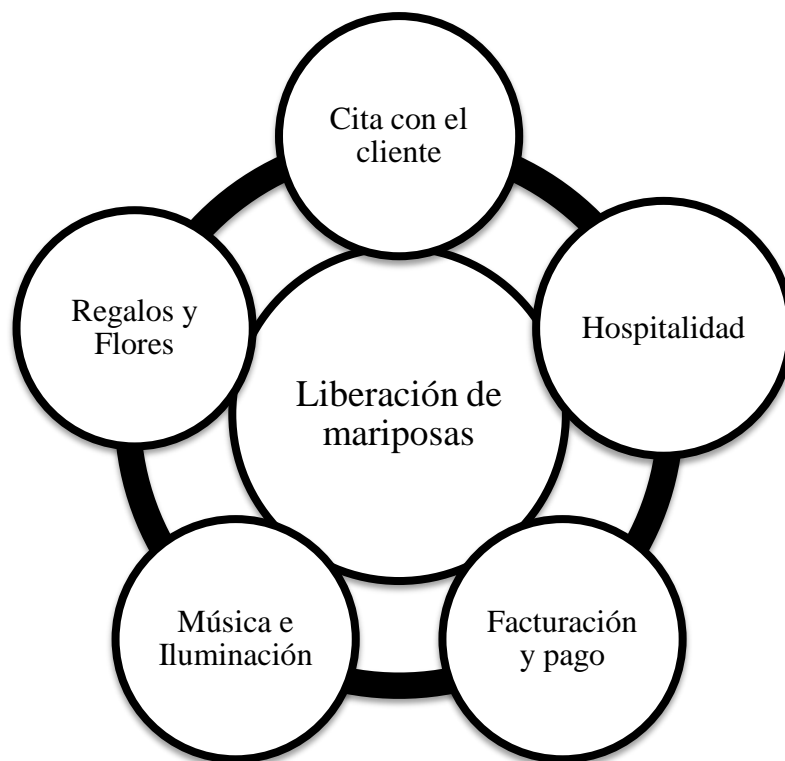 Cita con el
cliente
Hospitalidad
Facturación
y pago
Música e
Iluminación
Regalos y
Flores
Liberación de
mariposas